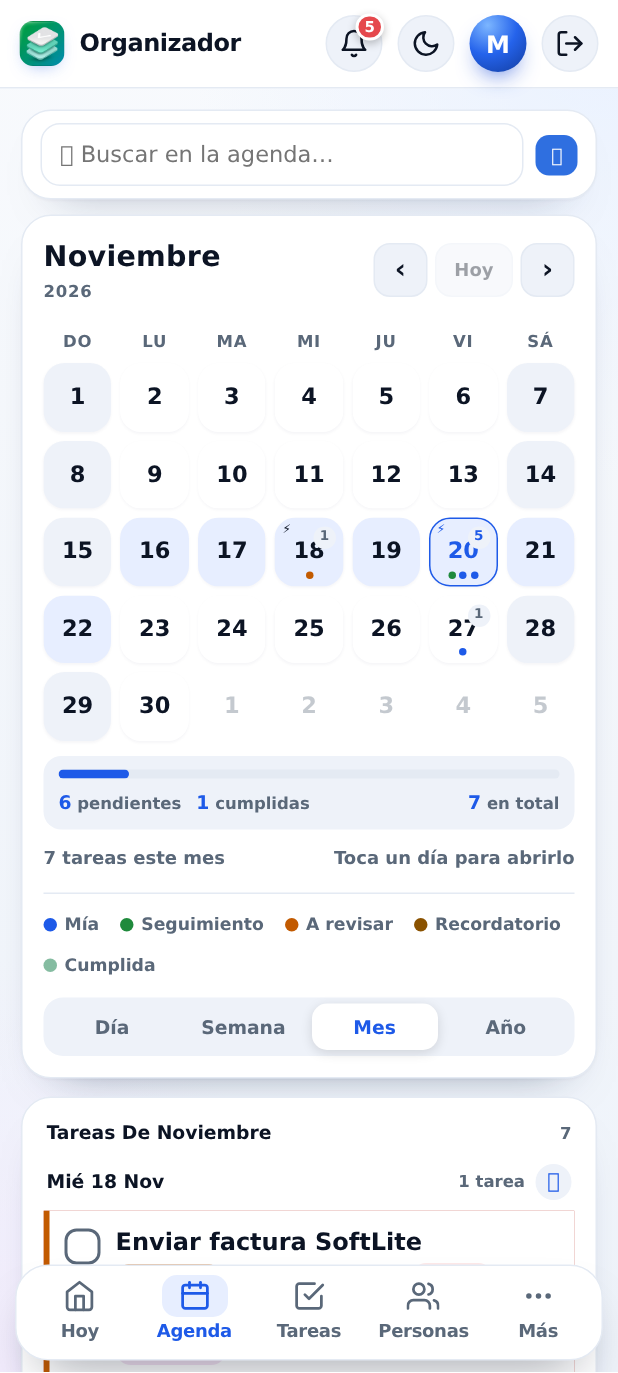 Organizador
5
M
Buscar en la agenda...
Noviembre
2026
‹ Hoy ›
DO LU MA MI JU VI SÁ
1 2 3 4 5 6 7
8 9 10 11 12 13 14
15 16 17 18 1 19 20 5 21
22 23 24 25 26 27 1 28
29 30 1 2 3 4 5
6 pendientes 1 cumplidas 7 en total
7 tareas este mes Toca un día para abrirlo
Mía Seguimiento A revisar Recordatorio
Cumplida
Día Semana Mes Año
Tareas De Noviembre 7
Mié 18 Nov 1 tarea
Enviar factura SoftLite
Hoy Agenda Tareas Personas Más